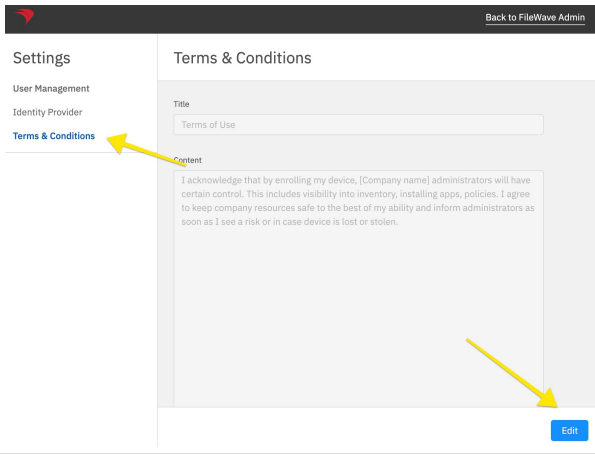 Back to FileWave Admin
Settings
Terms & Conditions
User Management
Identity Provider
Terms & Conditions
Title
Terms of Use
Content
I acknowledge that by enrolling my device, [Company name] administrators will have
certain control. This includes visibility into inventory, installing apps, policies. I agree
to keep company resources safe to the best of my ability and inform administrators as
soon as I see a risk or in case device is lost or stolen.
Edit